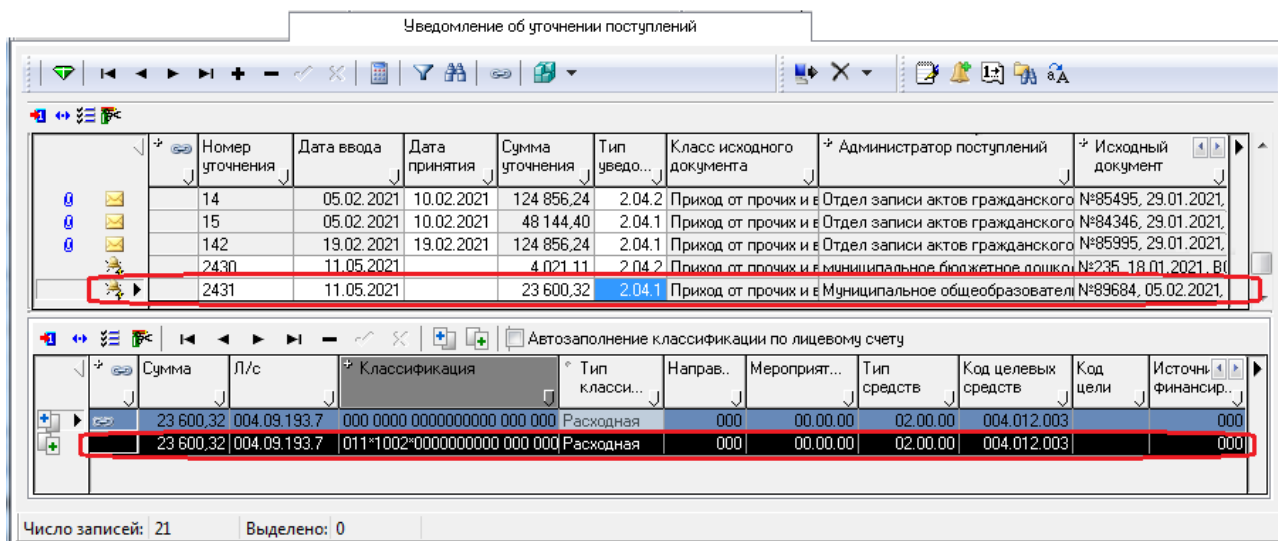 Уведомление об уточнении поступлений
Номер уточнения Дата ввода Дата принятия Сумма уточнения Тип уведо... Класс исходного документа Администратор поступлений Исходный документ
14 05.02.2021 10.02.2021 124 856,24 2.04.2 Приход от прочих и в Отдел записи актов гражданского №85495, 29.01.2021,
15 05.02.2021 10.02.2021 48 144,40 2.04.1 Приход от прочих и в Отдел записи актов гражданского №84346, 29.01.2021,
142 19.02.2021 19.02.2021 124 856,24 2.04.1 Приход от прочих и в Отдел записи актов гражданского №85995, 29.01.2021,
2430 11.05.2021 4 021,11 2.04.2 Приход от прочих и в муниципальное бюджетное дошко №235, 18.01.2021,
2431 11.05.2021 23 600,32 2.04.1 Приход от прочих и в Муниципальное общеобразовател №89684, 05.02.2021,
Автозаполнение классификации по лицевому счету
Сумма Л/с Классификация Тип класси... Направ.. Мероприят... Тип средств Код целевых средств Код цели Источни финансир..
23 600,32 004.09.193.7 000 0000 0000000000 000 000 Расходная 000 00.00.00 02.00.00 004.012.003 000
23 600,32 004.09.193.7 011*1002*0000000000 000 000 Расходная 000 00.00.00 02.00.00 004.012.003 000
Число записей: 21 Выделено: 0